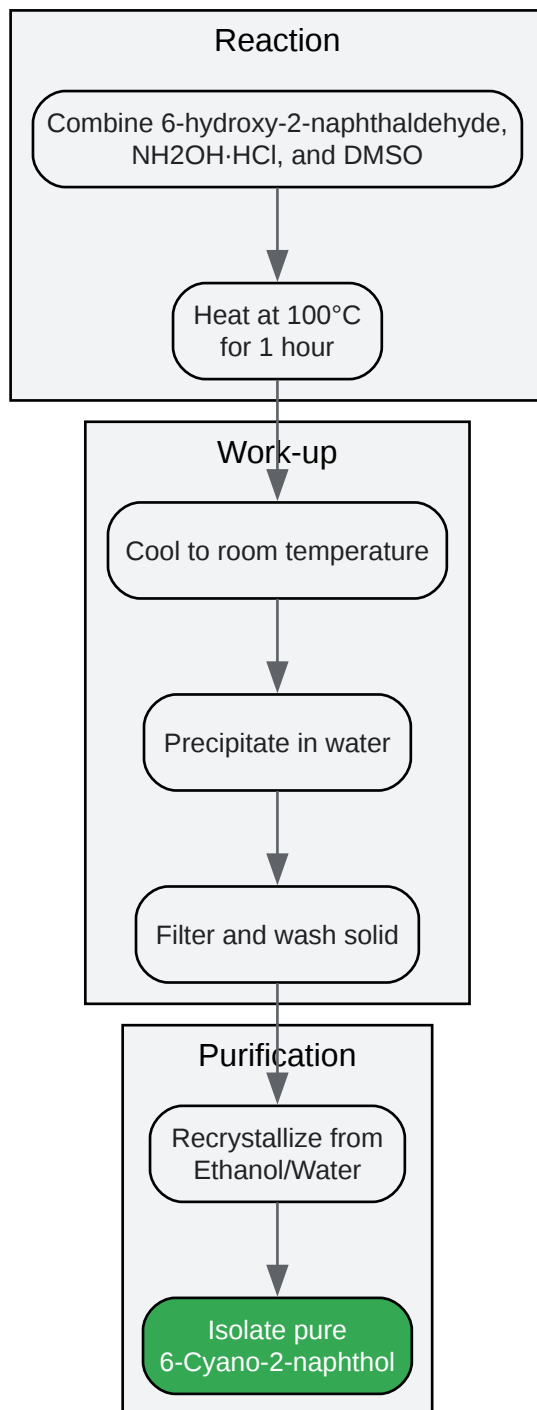 Reaction
Combine 6-hydroxy-2-naphthaldehyde,
NH2OH·HCl, and DMSO
Heat at 100°C
for 1 hour
Work-up
Cool to room temperature
Precipitate in water
Filter and wash solid
Purification
Recrystallize from
Ethanol/Water
Isolate pure
6-Cyano-2-naphthol